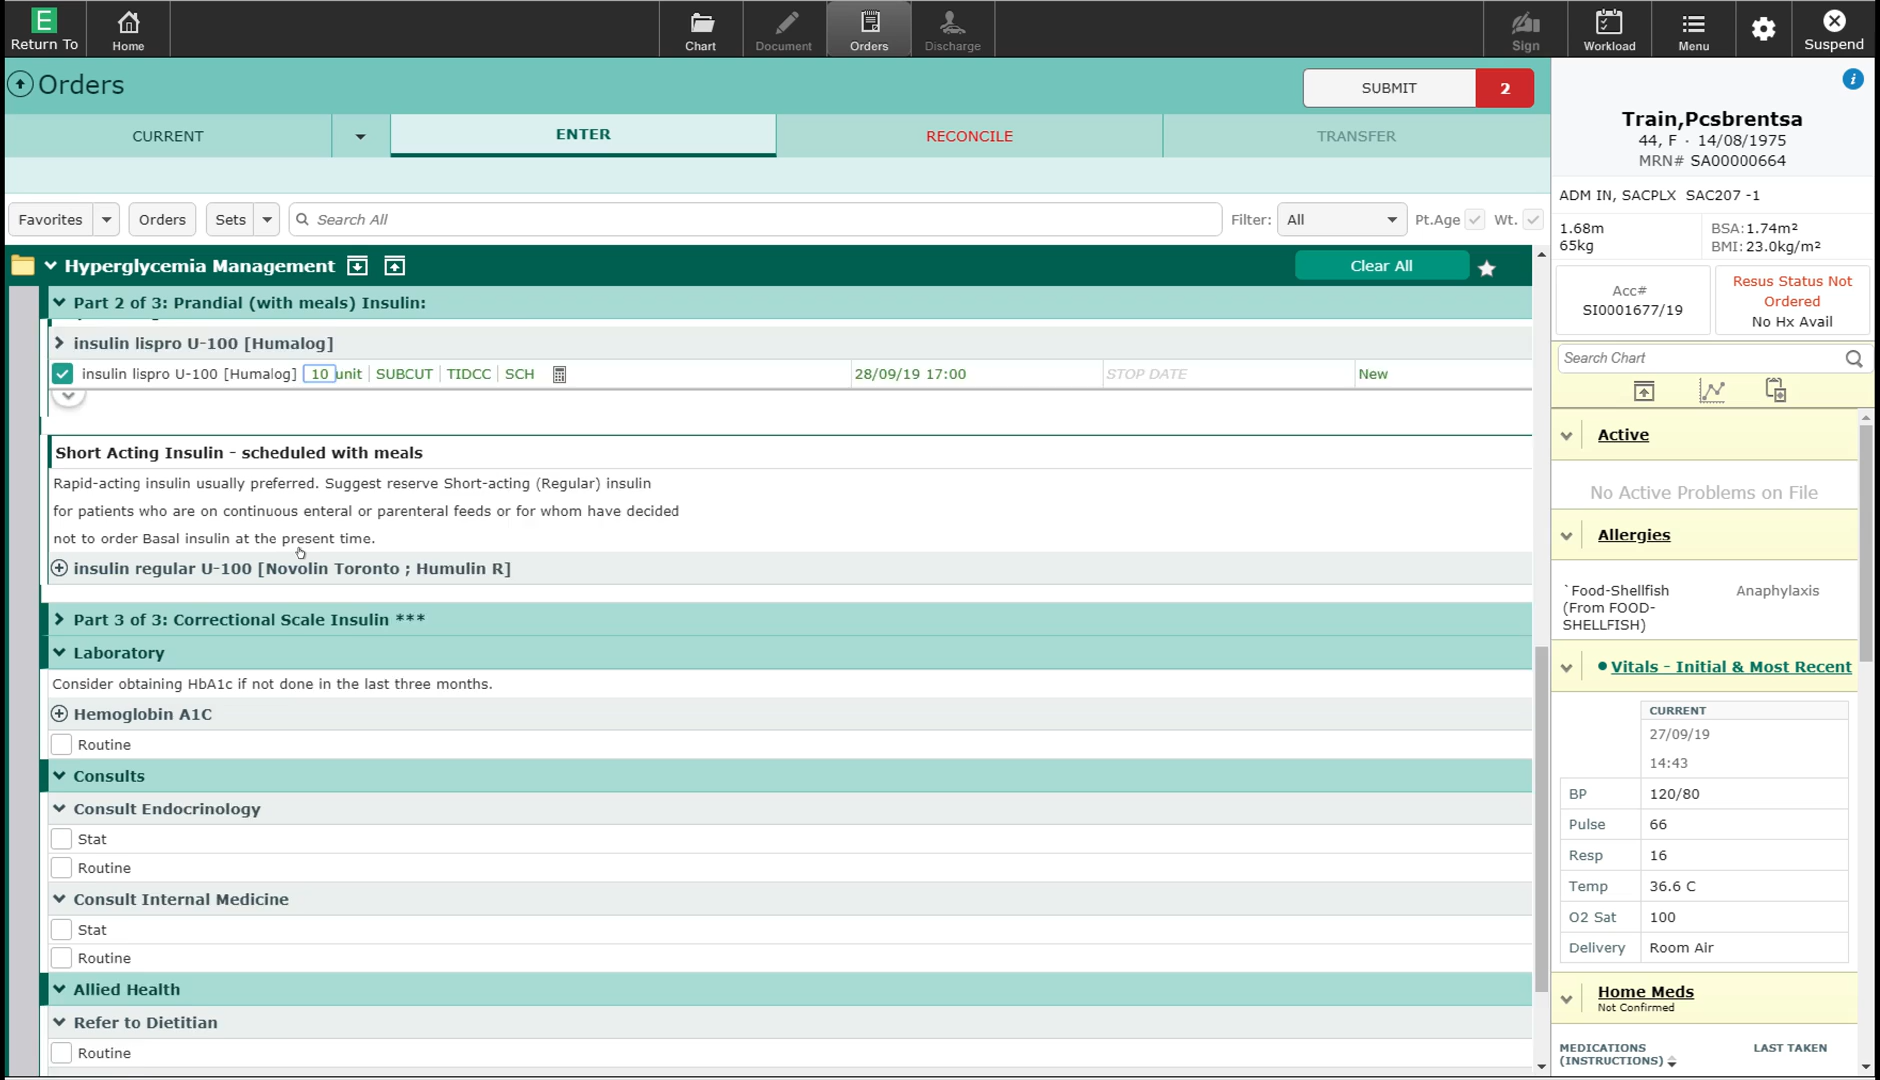 E
Return To
Home
Chart
Document
Orders
Discharge
Sign
Workload
Menu
Suspend
Orders
SUBMIT
2
CURRENT
ENTER
RECONCILE
TRANSFER
Favorites
Orders
Sets
Search All
Filter:
All
Pt.Age
Wt.
Hyperglycemia Management
Clear All
Part 2 of 3: Prandial (with meals) Insulin:
insulin lispro U-100 [Humalog]
insulin lispro U-100 [Humalog] 10 unit SUBCUT TIDCC SCH 28/09/19 17:00 STOP DATE New
Short Acting Insulin - scheduled with meals
Rapid-acting insulin usually preferred. Suggest reserve Short-acting (Regular) insulin
for patients who are on continuous enteral or parenteral feeds or for whom have decided
not to order Basal insulin at the present time.
insulin regular U-100 [Novolin Toronto ; Humulin R]
Part 3 of 3: Correctional Scale Insulin ***
Laboratory
Consider obtaining HbA1c if not done in the last three months.
Hemoglobin A1C
Routine
Consults
Consult Endocrinology
Stat
Routine
Consult Internal Medicine
Stat
Routine
Allied Health
Refer to Dietitian
Routine
i
Train,Pcsbrentsa
44, F · 14/08/1975
MRN# SA00000664
ADM IN, SACPLX SAC207 -1
1.68m
65kg
BSA: 1.74m²
BMI: 23.0kg/m²
Acc#
SI0001677/19
Resus Status Not
Ordered
No Hx Avail
Search Chart
Active
No Active Problems on File
Allergies
`Food-Shellfish
(From FOOD-
SHELLFISH)
Anaphylaxis
Vitals - Initial & Most Recent
CURRENT
27/09/19
14:43
BP 120/80
Pulse 66
Resp 16
Temp 36.6 C
O2 Sat 100
Delivery Room Air
Home Meds
Not Confirmed
MEDICATIONS
(INSTRUCTIONS)
LAST TAKEN